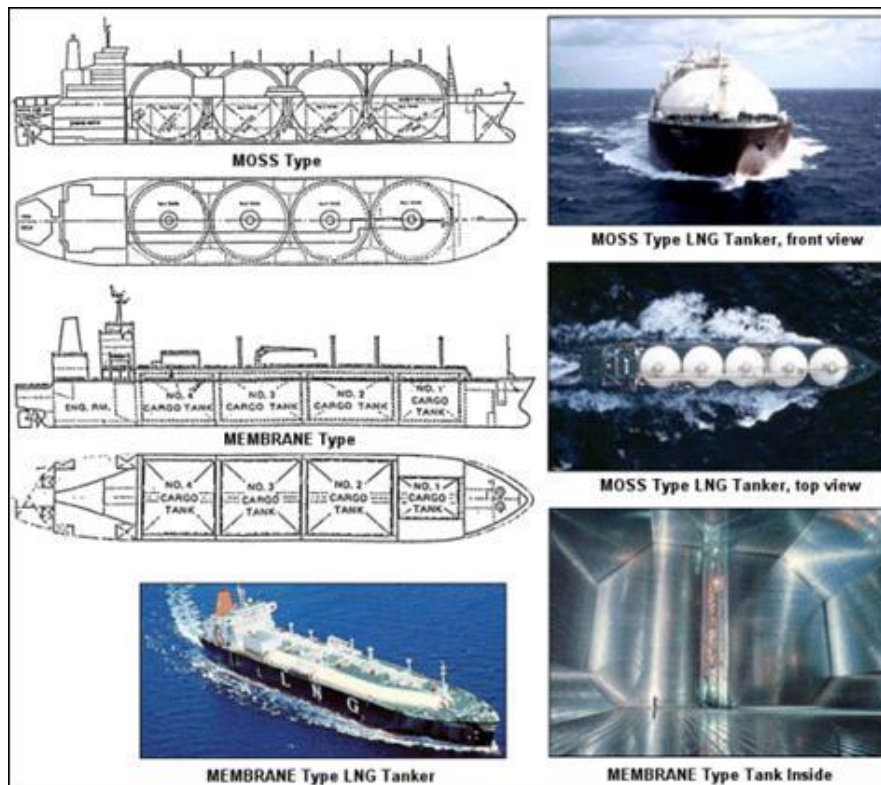 MOSS Type
MOSS Type LNG Tanker, front view
MOSS Type LNG Tanker, top view
ENG. RM.
NO. 4
CARGO TANK
NO. 3
CARGO TANK
NO. 2
CARGO TANK
NO. 1
CARGO
TANK
MEMBRANE Type
NO. 4
CARGO
TANK
NO. 3
CARGO
TANK
NO. 2
CARGO
TANK
NO. 1
CARGO
TANK
LNG
MEMBRANE Type LNG Tanker
MEMBRANE Type Tank Inside